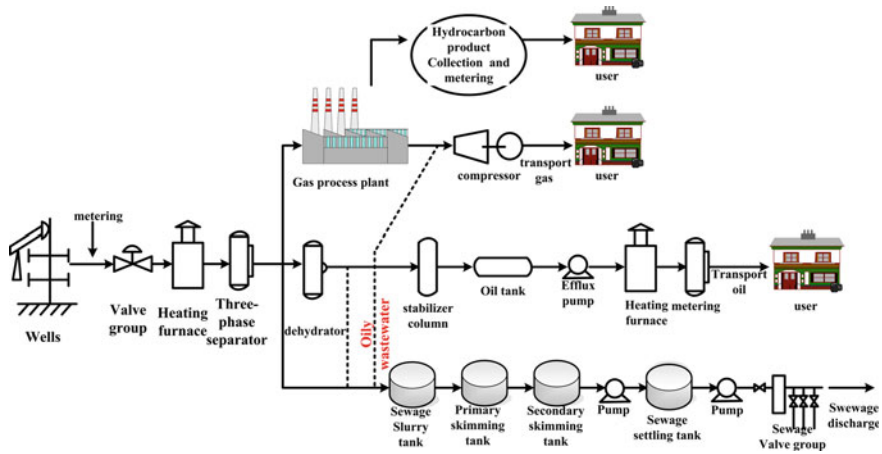 Hydrocarbon
product
Collection and
metering
user
Gas process plant
compressor
transport
gas
user
metering
Wells
Valve
group
Heating
furnace
Three-
phase
separator
dehydrator
Oily
wastewater
stabilizer
column
Oil tank
Efflux
pump
Heating
furnace
metering
Transport
oil
user
Sewage
Slurry
tank
Primary
skimming
tank
Secondary
skimming tank
Pump
Sewage
settling tank
Pump
Sewage
Valve group
Swewage
discharge